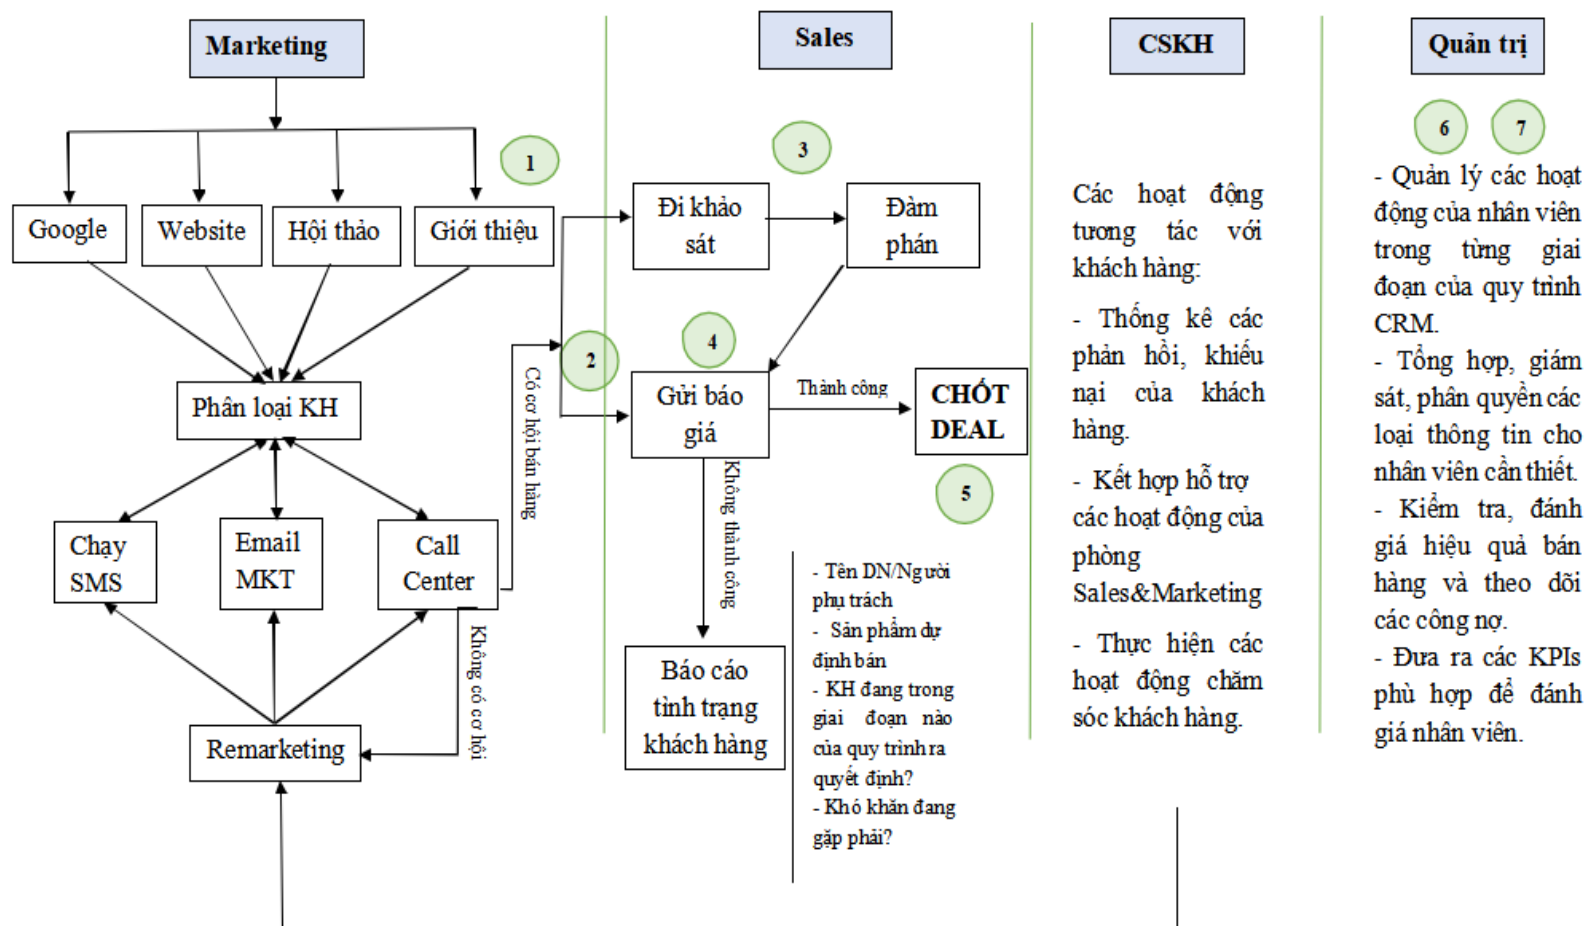 Marketing
Sales
CSKH
Quản trị
1
3
6
7
Google
Website
Hội thảo
Giới thiệu
Phân loại KH
Chạy
SMS
Email
MKT
Call
Center
Remarketing
Có cơ hội bán hàng
Không có cơ hội
2
Đi khảo
sát
Đàm
phán
4
Gửi báo
giá
Thành công
CHỐT
DEAL
5
Không thành công
Báo cáo
tình trạng
khách hàng
- Tên DN/Người
phụ trách
- Sản phẩm dự
định bán
- KH đang trong
giai đoạn nào
của quy trình ra
quyết định?
- Khó khăn đang
gặp phải?
Các hoạt động
tương tác với
khách hàng:
- Thống kê các
phản hồi, khiếu
nại của khách
hàng.
- Kết hợp hỗ trợ
các hoạt động của
phòng
Sales&Marketing
- Thực hiện các
hoạt động chăm
sóc khách hàng.
- Quản lý các hoạt
động của nhân viên
trong từng giai
đoạn của quy trình
CRM.
- Tổng hợp, giám
sát, phân quyền các
loại thông tin cho
nhân viên cần thiết.
- Kiểm tra, đánh
giá hiệu quả bán
hàng và theo dõi
các công nợ.
- Đưa ra các KPIs
phù hợp để đánh
giá nhân viên.